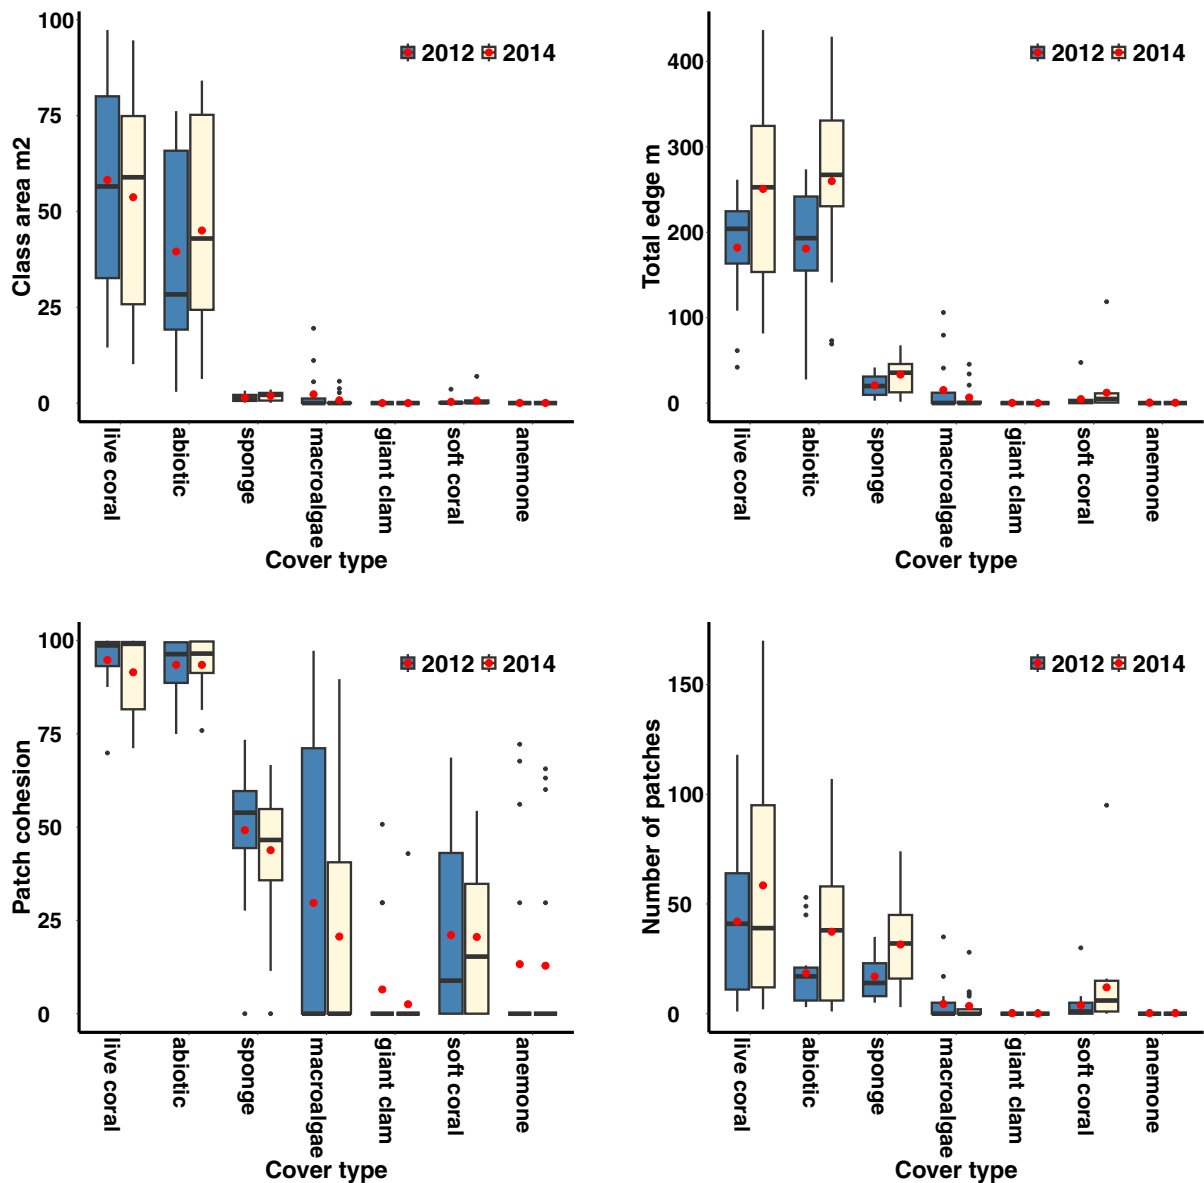 100
75
50
25
0
Class area m2
2012 2014
live coral
abiotic
sponge
macroalgae
giant clam
soft coral
anemone
Cover type
400
300
200
100
0
Total edge m
2012 2014
live coral
abiotic
sponge
macroalgae
giant clam
soft coral
anemone
Cover type
100
75
50
25
0
Patch cohesion
2012 2014
live coral
abiotic
sponge
macroalgae
giant clam
soft coral
anemone
Cover type
150
100
50
0
Number of patches
2012 2014
live coral
abiotic
sponge
macroalgae
giant clam
soft coral
anemone
Cover type